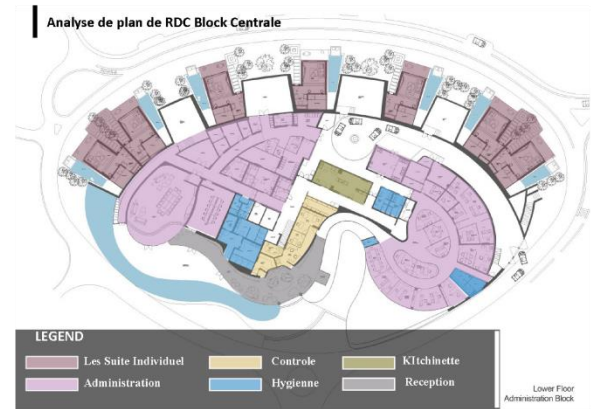 Analyse de plan de RDC Block Centrale
LEGEND
Les Suite Individuel
Controle
KItchinette
Administration
Hygienne
Reception
Lower Floor
Administration Block